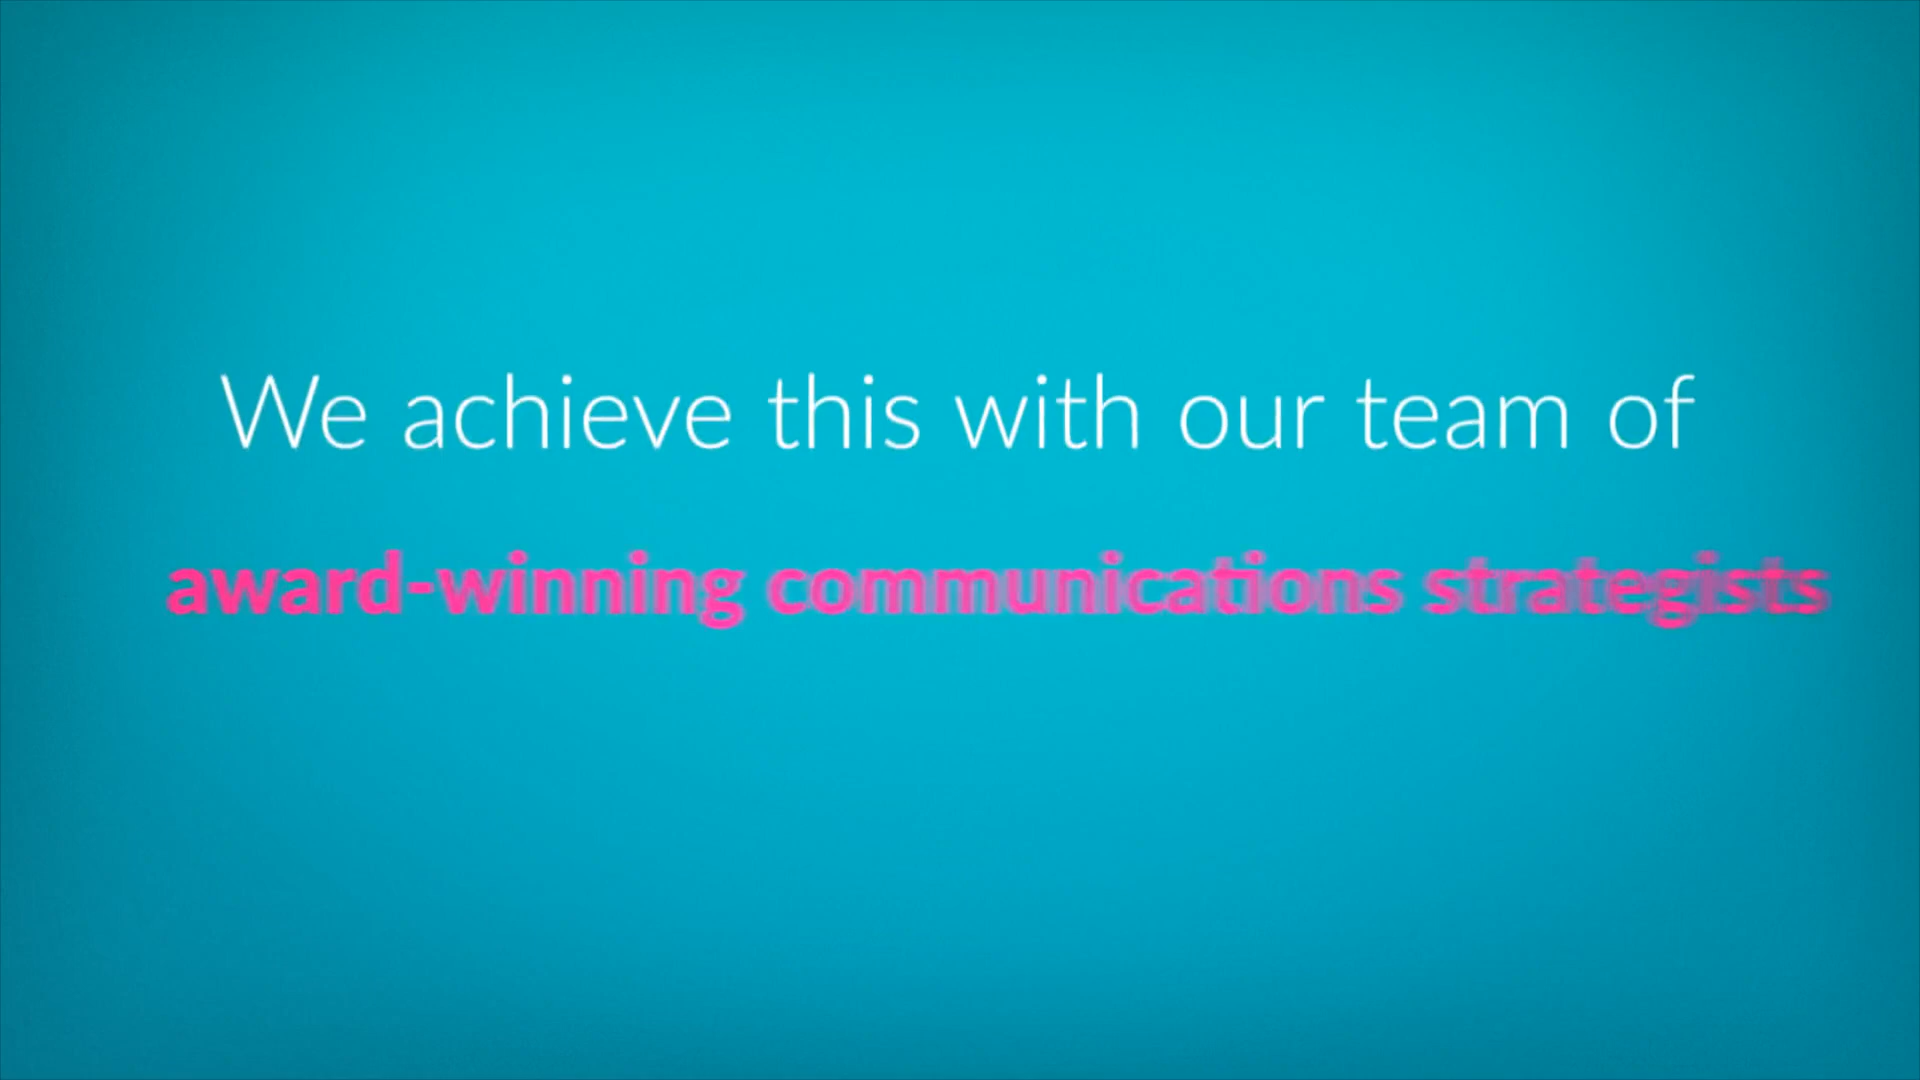 We achieve this with our team of
award-winning communications strategists